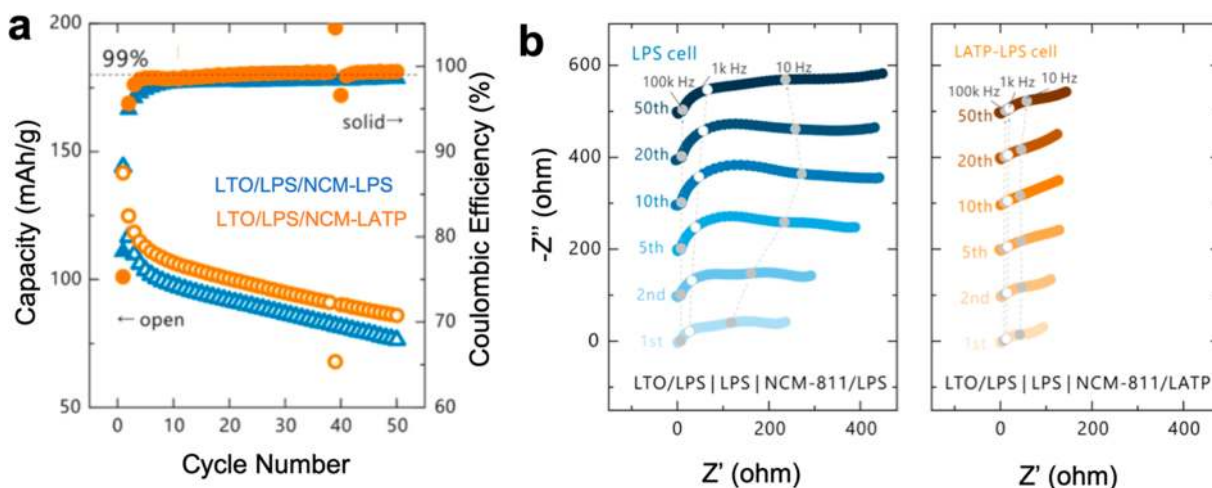 a
200
150
100
50
Capacity (mAh/g)
99%
solid→
LTO/LPS/NCM-LPS
LTO/LPS/NCM-LATP
←open
100
90
80
70
60
Coulombic Efficiency (%)
0 10 20 30 40 50
Cycle Number
b
-Z'' (ohm)
600
400
200
0
LPS cell
100k Hz
1k Hz
10 Hz
50th
20th
10th
5th
2nd
1st
LTO/LPS|LPS|NCM-811/LPS
0 200 400
Z' (ohm)
LATP-LPS cell
100k Hz
1k Hz
10 Hz
50th
20th
10th
5th
2nd
1st
LTO/LPS|LPS|NCM-811/LATP
0 200 400
Z' (ohm)